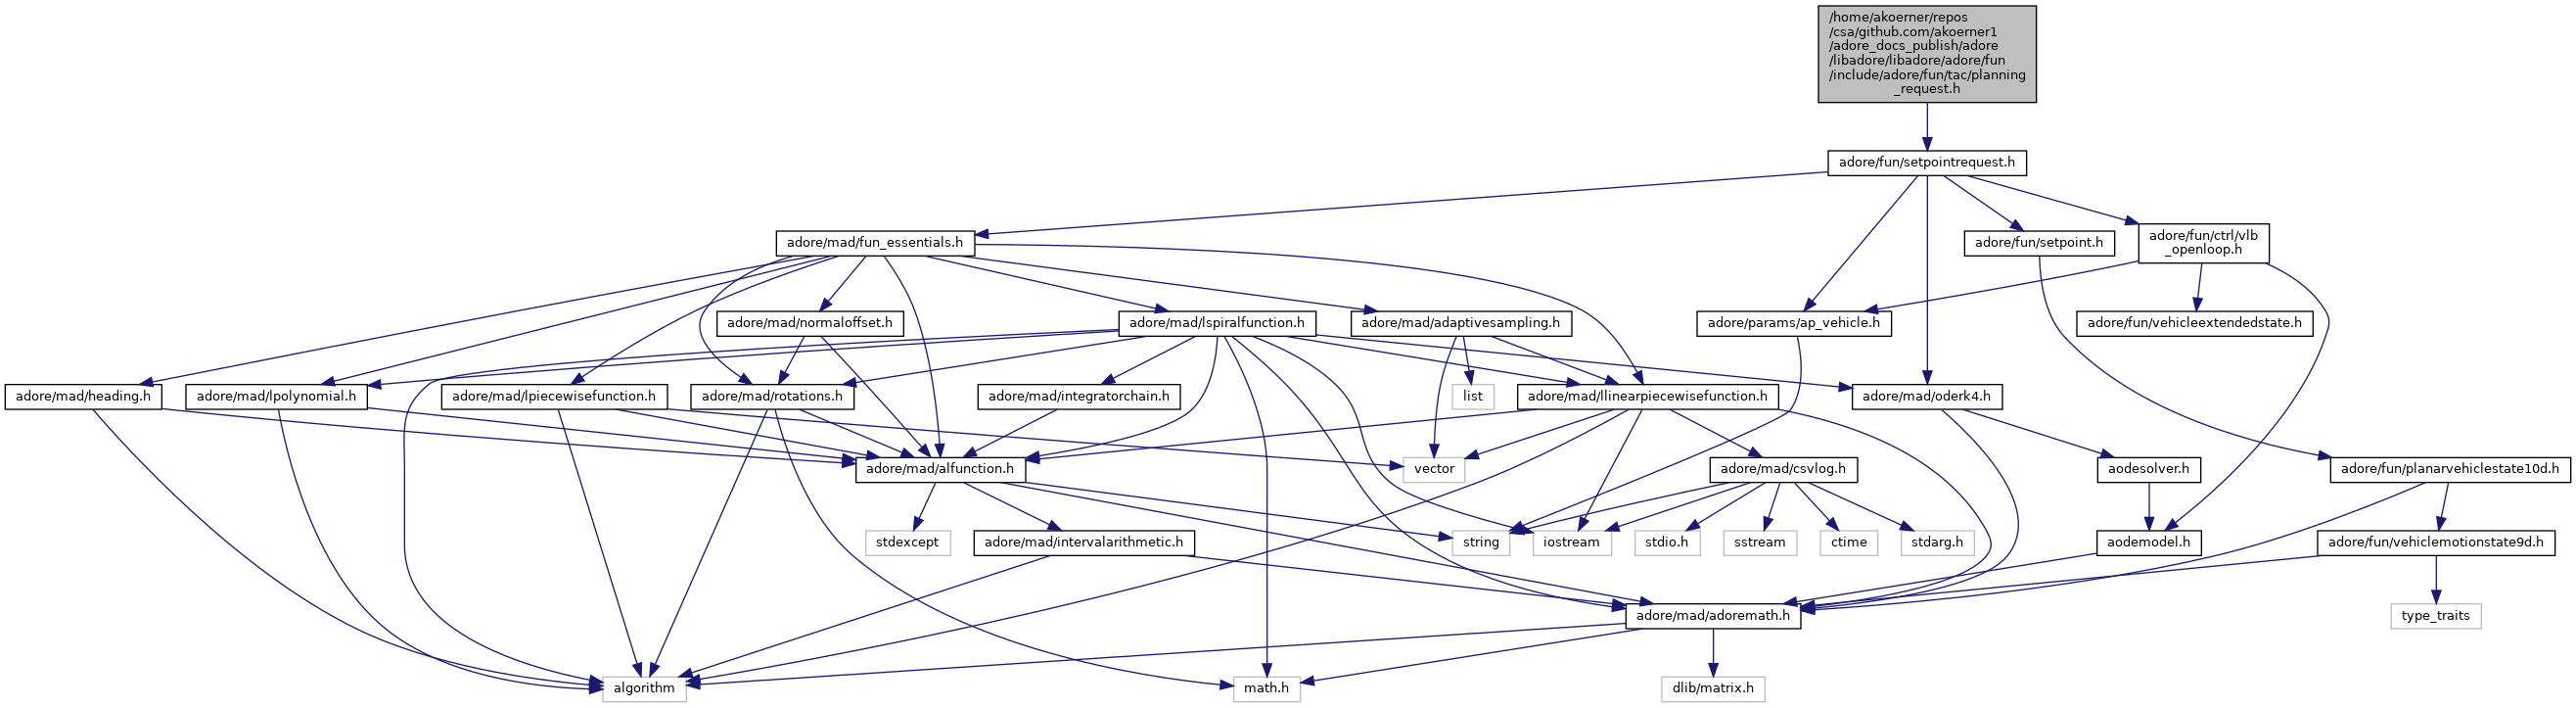 /home/akoerner/repos
/csa/github.com/akoerner1
/adore_docs_publish/adore
/libadore/libadore/adore/fun
/include/adore/fun/tac/planning
_request.h
adore/fun/setpointrequest.h
adore/mad/fun_essentials.h
adore/fun/setpoint.h
adore/fun/ctrl/vlb
_openloop.h
adore/mad/normaloffset.h
adore/mad/lspiralfunction.h
adore/mad/adaptivesampling.h
adore/params/ap_vehicle.h
adore/fun/vehicleextendedstate.h
adore/mad/heading.h
adore/mad/lpolynomial.h
adore/mad/lpiecewisefunction.h
adore/mad/rotations.h
adore/mad/integratorchain.h
list
adore/mad/llinearpiecewisefunction.h
adore/mad/oderk4.h
adore/mad/alfunction.h
vector
adore/mad/csvlog.h
aodesolver.h
adore/fun/planarvehiclestate10d.h
stdexcept
adore/mad/intervalarithmetic.h
string
iostream
stdio.h
sstream
ctime
stdarg.h
aodemodel.h
adore/fun/vehiclemotionstate9d.h
adore/mad/adoremath.h
type_traits
algorithm
math.h
dlib/matrix.h